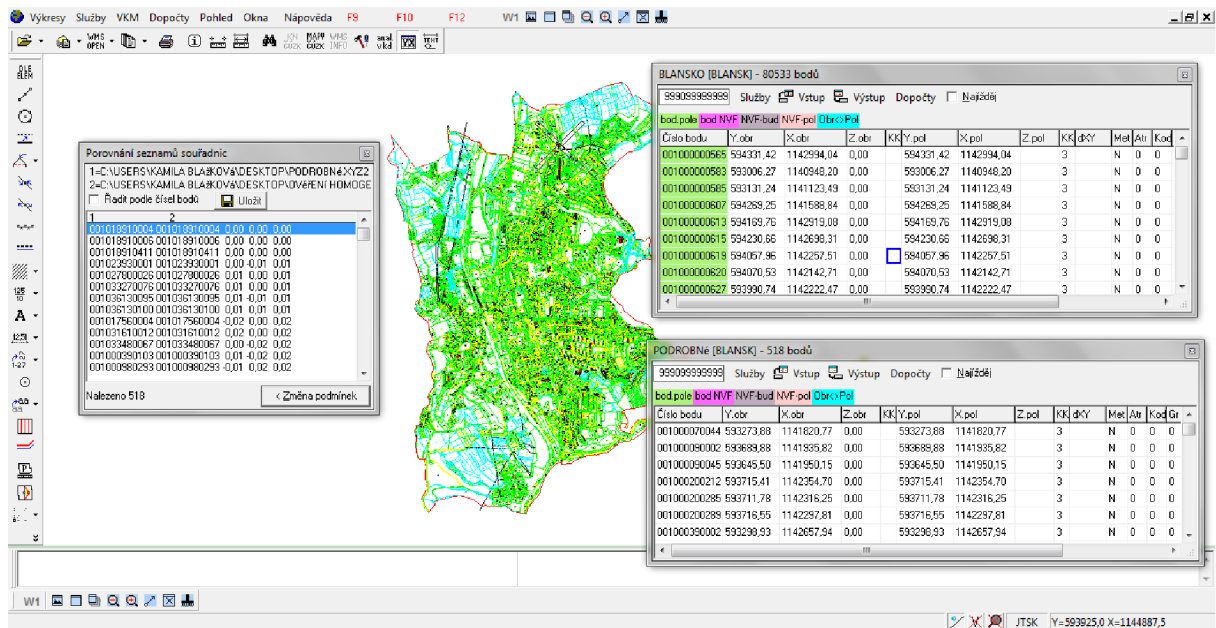 Výkresy Služby VKM Dopočty Pohled Okna Nápověda F9 F10 F12 W1
WMS OPEN JCN GUZK MAPY GUZK WMS INFO anal vkd VX TEXT
OLE ELEM
125 10
A
12.51
1-27
BLANSKO [BLANSK] - 80533 bodů
999099999999 Služby Vstup Výstup Dopočty Najížděj
bod.pole bod NVF NVF-bud NVF-pol Obr<>Pol
Číslo bodu Y.obr X.obr Z.obr KK Y.pol X.pol Z.pol KK dXY Met Atr Kod
001000000565 594331,42 1142994,04 0,00 594331,42 1142994,04 3 N 0 0
001000000583 593006,27 1140948,20 0,00 593006,27 1140948,20 3 N 0 0
001000000585 593131,24 1141123,49 0,00 593131,24 1141123,49 3 N 0 0
001000000607 594269,25 1141588,84 0,00 594269,25 1141588,84 3 N 0 0
001000000613 594169,76 1142919,08 0,00 594169,76 1142919,08 3 N 0 0
001000000615 594230,66 1142698,31 0,00 594230,66 1142698,31 3 N 0 0
001000000619 594057,96 1142257,51 0,00 594057,96 1142257,51 3 N 0 0
001000000620 594070,53 1142142,71 0,00 594070,53 1142142,71 3 N 0 0
001000000627 593990,74 1142222,47 0,00 593990,74 1142222,47 3 N 0 0
Porovnání seznamů souřadnic
1=C:\USERS\KAMILA BLAŽKOVá\DESKTOP\PODROBNé.XYZ2
2=C:\USERS\KAMILA BLAŽKOVá\DESKTOP\OVěŘENÍ HOMOGE
Řadit podle čísel bodů Uložit
1 2
001018910004 001018910004 0,00 0,00 0,00
001018910006 001018910006 0,00 0,00 0,00
001018910411 001018910411 0,00 0,00 0,00
001023930001 001023930001 0,00 -0,01 0,01
001027800026 001027800026 0,01 0,00 0,01
001033270076 001033270076 0,01 0,00 0,01
001036130095 001036130095 0,01 -0,01 0,01
001036130100 001036130100 0,01 -0,01 0,01
001017560004 001017560004 -0,02 0,00 0,02
001031610012 001031610012 0,02 0,00 0,02
001033480067 001033480067 0,00 -0,02 0,02
001000390103 001000390103 0,01 -0,02 0,02
001000980293 001000980293 -0,01 0,02 0,02
Nalezeno 518 < Změna podmínek
PODROBNé [BLANSK] - 518 bodů
999099999999 Služby Vstup Výstup Dopočty Najížděj
bod.pole bod NVF NVF-bud NVF-pol Obr<>Pol
Číslo bodu Y.obr X.obr Z.obr KK Y.pol X.pol Z.pol KK dXY Met Atr Kod Gr
001000070044 593273,88 1141820,77 0,00 593273,88 1141820,77 3 N 0 0 0
001000090002 593689,88 1141935,82 0,00 593689,88 1141935,82 3 N 0 0 0
001000090045 593645,50 1141950,15 0,00 593645,50 1141950,15 3 N 0 0 0
001000200212 593715,41 1142354,70 0,00 593715,41 1142354,70 3 N 0 0 0
001000200285 593711,78 1142316,25 0,00 593711,78 1142316,25 3 N 0 0 0
001000200289 593716,55 1142297,81 0,00 593716,55 1142297,81 3 N 0 0 0
001000390002 593298,93 1142657,94 0,00 593298,93 1142657,94 3 N 0 0 0
W1
JTSK Y=593925,0 X=1144887,5